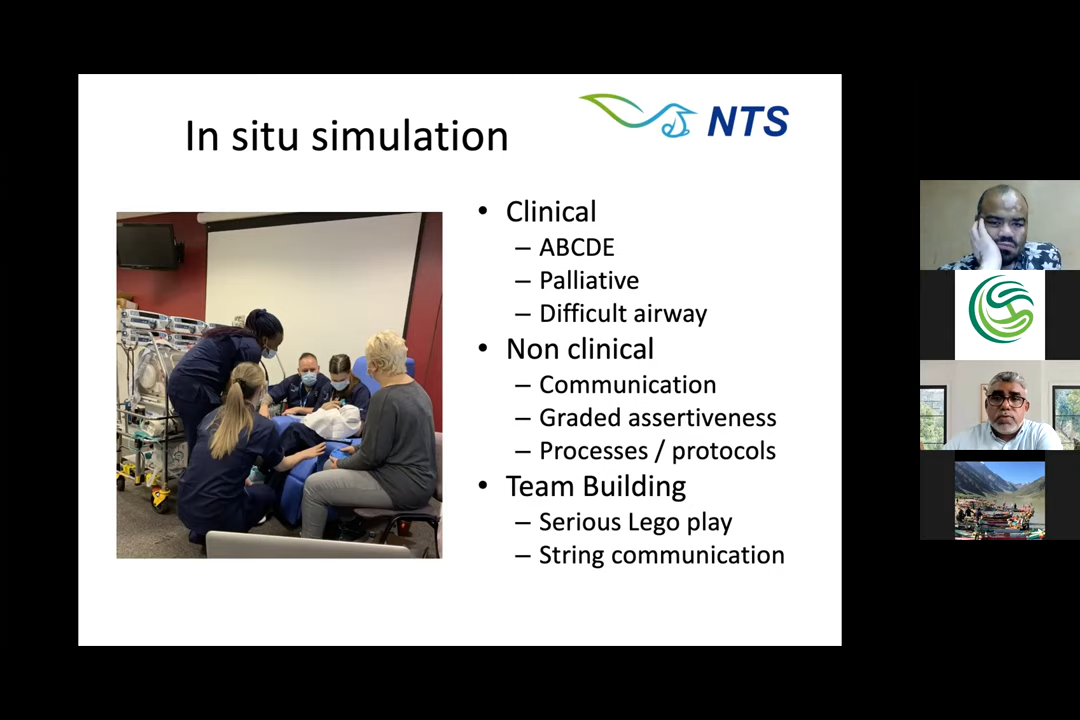 In situ simulation
NTS
• Clinical
– ABCDE
– Palliative
– Difficult airway
• Non clinical
– Communication
– Graded assertiveness
– Processes / protocols
• Team Building
– Serious Lego play
– String communication